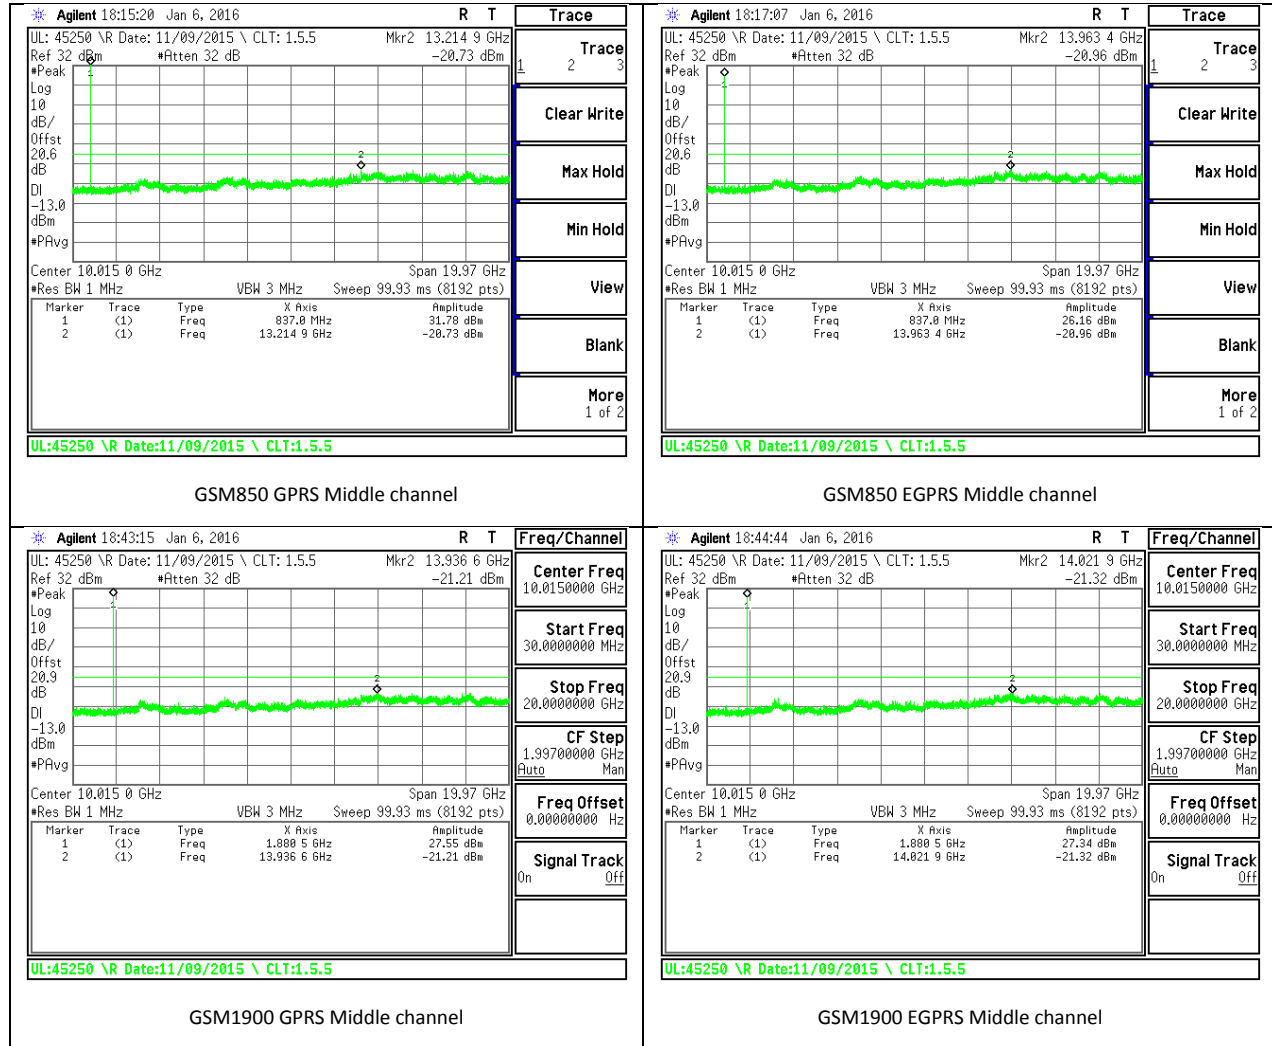 Agilent 18:15:20 Jan 6, 2016 R T Trace
UL: 45250 \R Date: 11/09/2015 \ CLT: 1.5.5 Mkr2 13.214 9 GHz
Ref 32 dBm #Atten 32 dB -20.73 dBm
#Peak
Log
10
dB/
Offst
20.6
dB
DI
-13.0
dBm
#PAvg
1
2
Center 10.015 0 GHz Span 19.97 GHz
#Res BW 1 MHz VBW 3 MHz Sweep 99.93 ms (8192 pts)
Marker Trace Type X Axis Amplitude
1 (1) Freq 837.0 MHz 31.78 dBm
2 (1) Freq 13.214 9 GHz -20.73 dBm
Trace
1 2 3
Clear Write
Max Hold
Min Hold
View
Blank
More
1 of 2
UL:45250 \R Date:11/09/2015 \ CLT:1.5.5
GSM850 GPRS Middle channel
Agilent 18:17:07 Jan 6, 2016 R T Trace
UL: 45250 \R Date: 11/09/2015 \ CLT: 1.5.5 Mkr2 13.963 4 GHz
Ref 32 dBm #Atten 32 dB -20.96 dBm
#Peak
Log
10
dB/
Offst
20.6
dB
DI
-13.0
dBm
#PAvg
1
2
Center 10.015 0 GHz Span 19.97 GHz
#Res BW 1 MHz VBW 3 MHz Sweep 99.93 ms (8192 pts)
Marker Trace Type X Axis Amplitude
1 (1) Freq 837.0 MHz 26.16 dBm
2 (1) Freq 13.963 4 GHz -20.96 dBm
Trace
1 2 3
Clear Write
Max Hold
Min Hold
View
Blank
More
1 of 2
UL:45250 \R Date:11/09/2015 \ CLT:1.5.5
GSM850 EGPRS Middle channel
Agilent 18:43:15 Jan 6, 2016 R T Freq/Channel
UL: 45250 \R Date: 11/09/2015 \ CLT: 1.5.5 Mkr2 13.936 6 GHz
Ref 32 dBm #Atten 32 dB -21.21 dBm
#Peak
Log
10
dB/
Offst
20.9
dB
DI
-13.0
dBm
#PAvg
1
2
Center 10.015 0 GHz Span 19.97 GHz
#Res BW 1 MHz VBW 3 MHz Sweep 99.93 ms (8192 pts)
Marker Trace Type X Axis Amplitude
1 (1) Freq 1.880 5 GHz 27.55 dBm
2 (1) Freq 13.936 6 GHz -21.21 dBm
Center Freq
10.0150000 GHz
Start Freq
30.0000000 MHz
Stop Freq
20.0000000 GHz
CF Step
1.99700000 GHz
Auto Man
Freq Offset
0.00000000 Hz
Signal Track
On Off
UL:45250 \R Date:11/09/2015 \ CLT:1.5.5
GSM1900 GPRS Middle channel
Agilent 18:44:44 Jan 6, 2016 R T Freq/Channel
UL: 45250 \R Date: 11/09/2015 \ CLT: 1.5.5 Mkr2 14.021 9 GHz
Ref 32 dBm #Atten 32 dB -21.32 dBm
#Peak
Log
10
dB/
Offst
20.9
dB
DI
-13.0
dBm
#PAvg
1
2
Center 10.015 0 GHz Span 19.97 GHz
#Res BW 1 MHz VBW 3 MHz Sweep 99.93 ms (8192 pts)
Marker Trace Type X Axis Amplitude
1 (1) Freq 1.880 5 GHz 27.34 dBm
2 (1) Freq 14.021 9 GHz -21.32 dBm
Center Freq
10.0150000 GHz
Start Freq
30.0000000 MHz
Stop Freq
20.0000000 GHz
CF Step
1.99700000 GHz
Auto Man
Freq Offset
0.00000000 Hz
Signal Track
On Off
UL:45250 \R Date:11/09/2015 \ CLT:1.5.5
GSM1900 EGPRS Middle channel